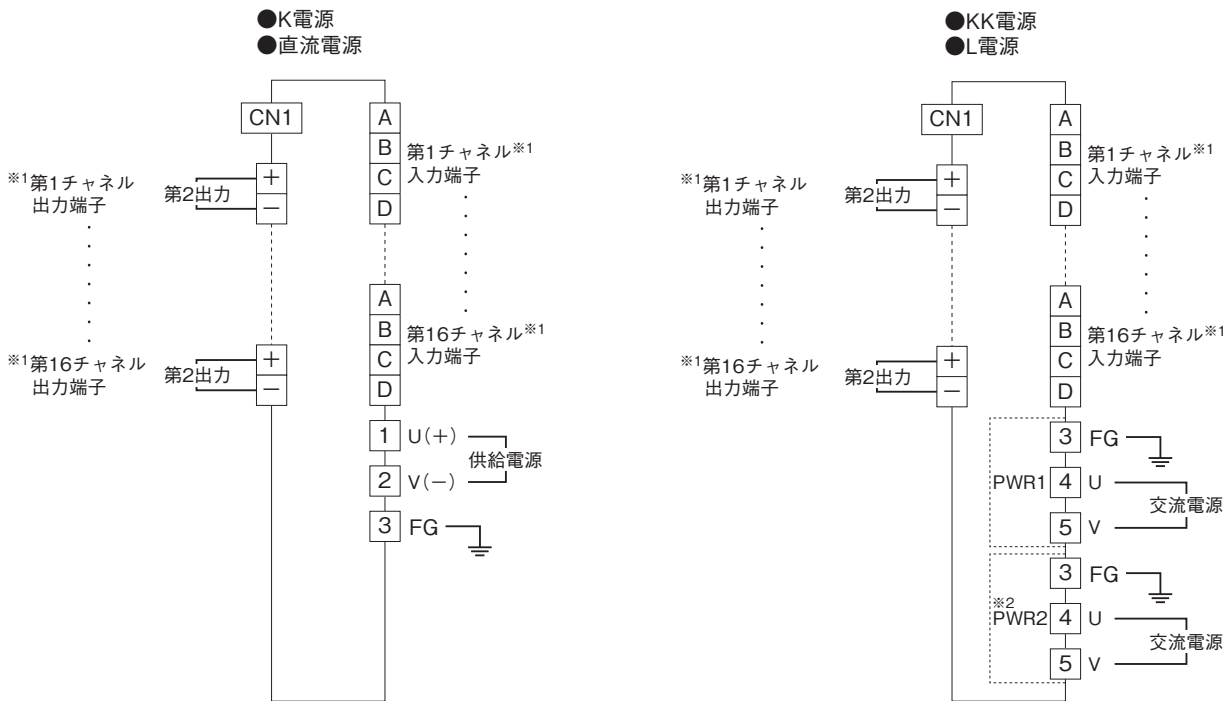 ●K電源
●直流電源
CN1
A
B
C
D
第1チャネル※1
入力端子
※1第1チャネル
出力端子
第2出力
+
−
A
B
C
D
第16チャネル※1
入力端子
※1第16チャネル
出力端子
第2出力
+
−
1 U(+)
2 V(−)
供給電源
3 FG
●KK電源
●L電源
CN1
A
B
C
D
第1チャネル※1
入力端子
※1第1チャネル
出力端子
第2出力
+
−
A
B
C
D
第16チャネル※1
入力端子
※1第16チャネル
出力端子
第2出力
+
−
3 FG
PWR1 4 U
5 V
交流電源
3 FG
※2
PWR2 4 U
5 V
交流電源